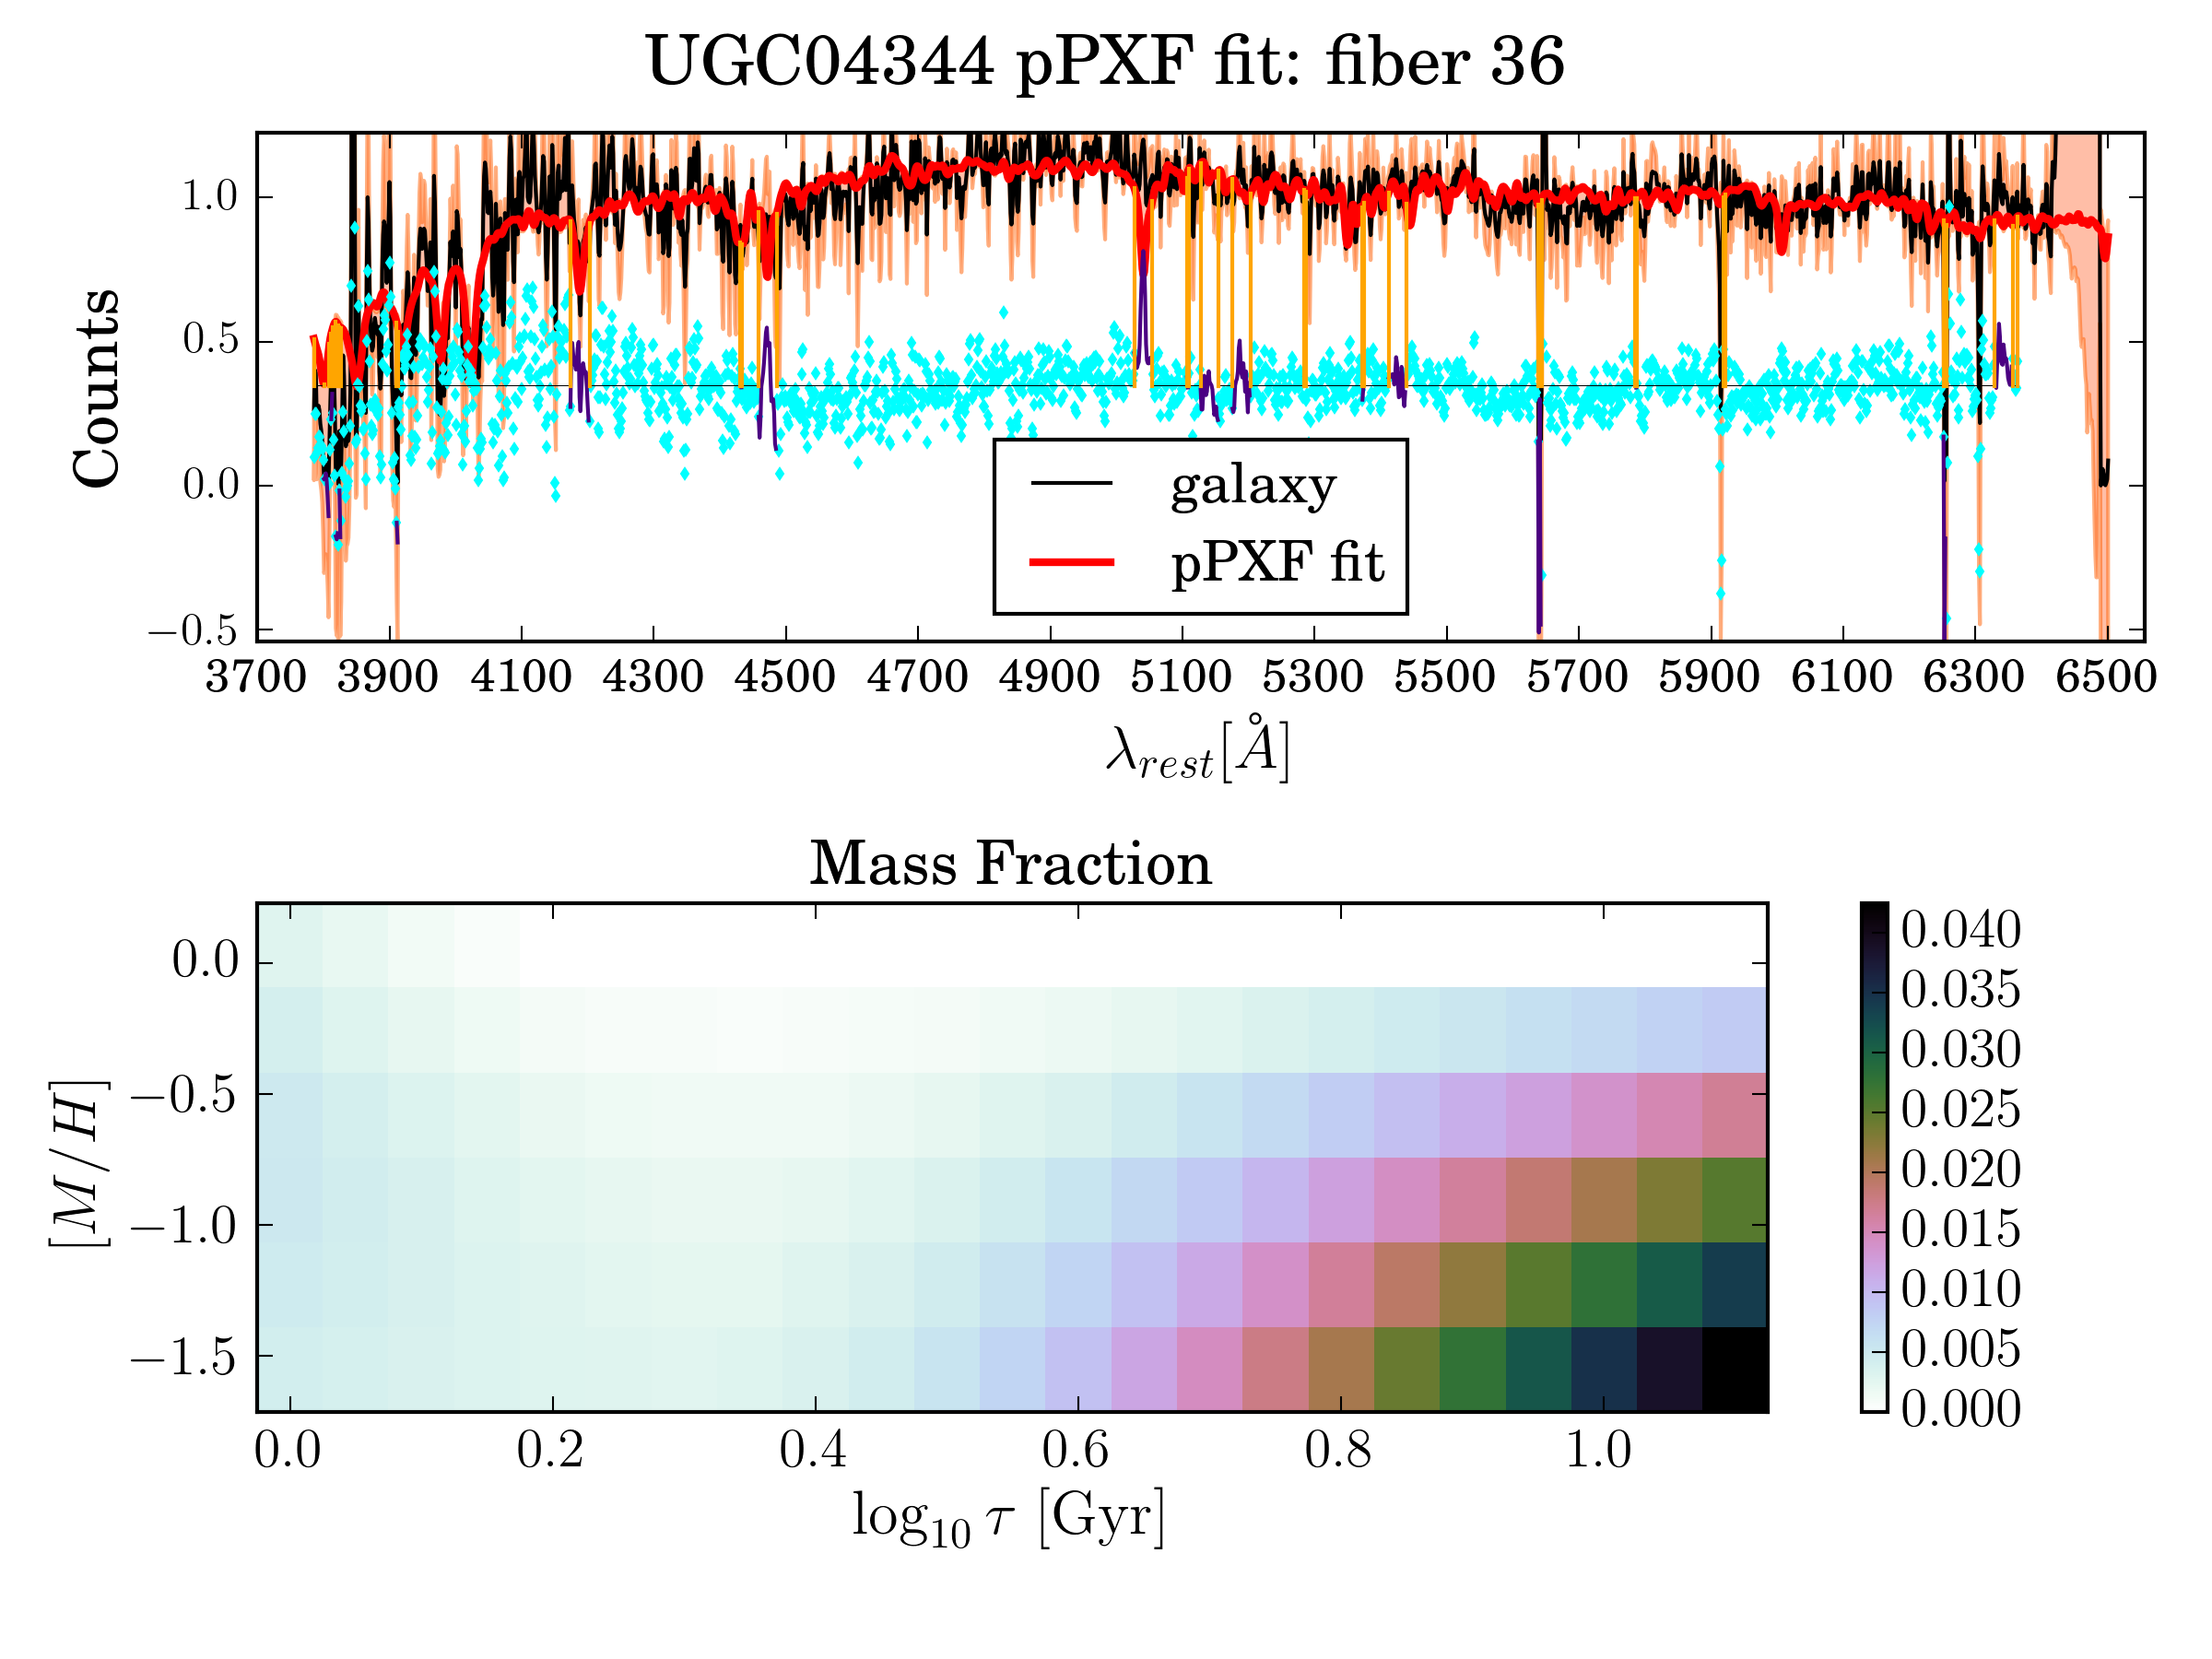 UGC04344 pPXF fit: fiber 36
Counts
1.0
0.5
0.0
−0.5
galaxy
pPXF fit
3700 3900 4100 4300 4500 4700 4900 5100 5300 5500 5700 5900 6100 6300 6500
λ_rest[Å]
Mass Fraction
[M/H]
0.0
−0.5
−1.0
−1.5
0.0 0.2 0.4 0.6 0.8 1.0
log₁₀ τ [Gyr]
0.040
0.035
0.030
0.025
0.020
0.015
0.010
0.005
0.000